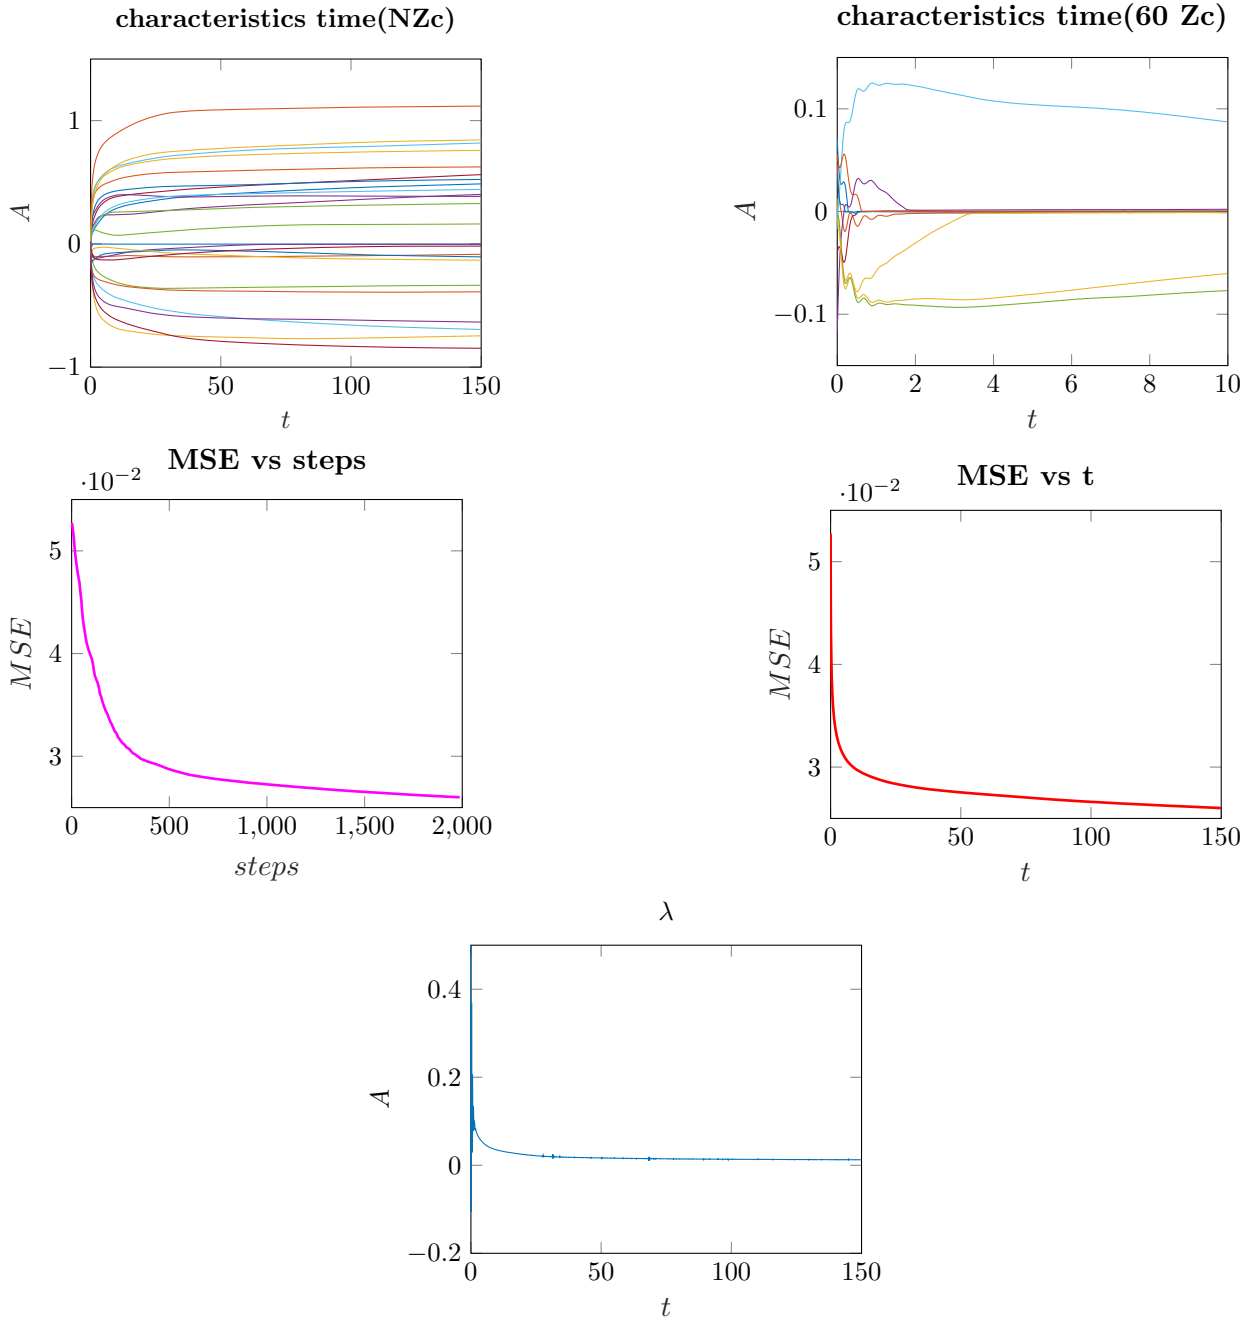 characteristics time(NZc)
A
1
0
−1
0 50 100 150
t
characteristics time(60 Zc)
A
0.1
0
−0.1
0 2 4 6 8 10
t
MSE vs steps
·10−2
MSE
5
4
3
0 500 1,000 1,500 2,000
steps
MSE vs t
·10−2
MSE
5
4
3
0 50 100 150
t
λ
A
0.4
0.2
0
−0.2
0 50 100 150
t